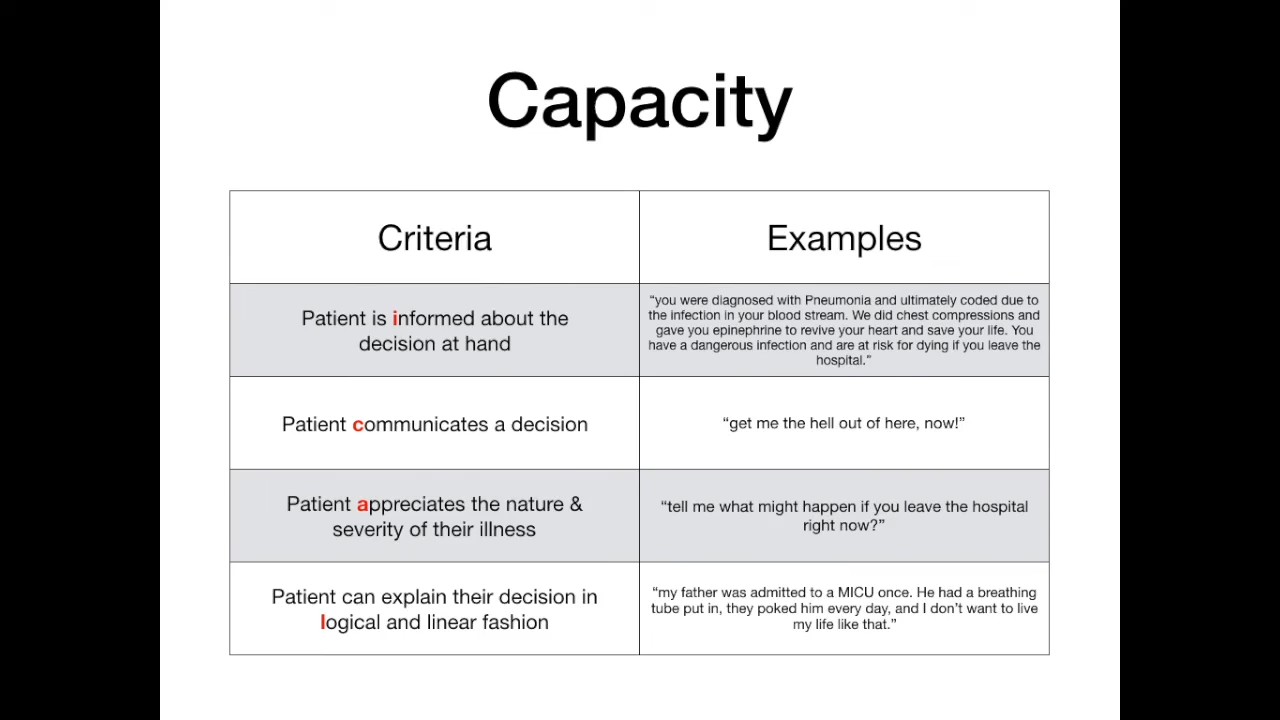 Capacity
Criteria
Examples
Patient is informed about the
decision at hand
“you were diagnosed with Pneumonia and ultimately coded due to
the infection in your blood stream. We did chest compressions and
gave you epinephrine to revive your heart and save your life. You
have a dangerous infection and are at risk for dying if you leave the
hospital.”
Patient communicates a decision
“get me the hell out of here, now!”
Patient appreciates the nature &
severity of their illness
“tell me what might happen if you leave the hospital
right now?”
Patient can explain their decision in
logical and linear fashion
“my father was admitted to a MICU once. He had a breathing
tube put in, they poked him every day, and I don’t want to live
my life like that.”